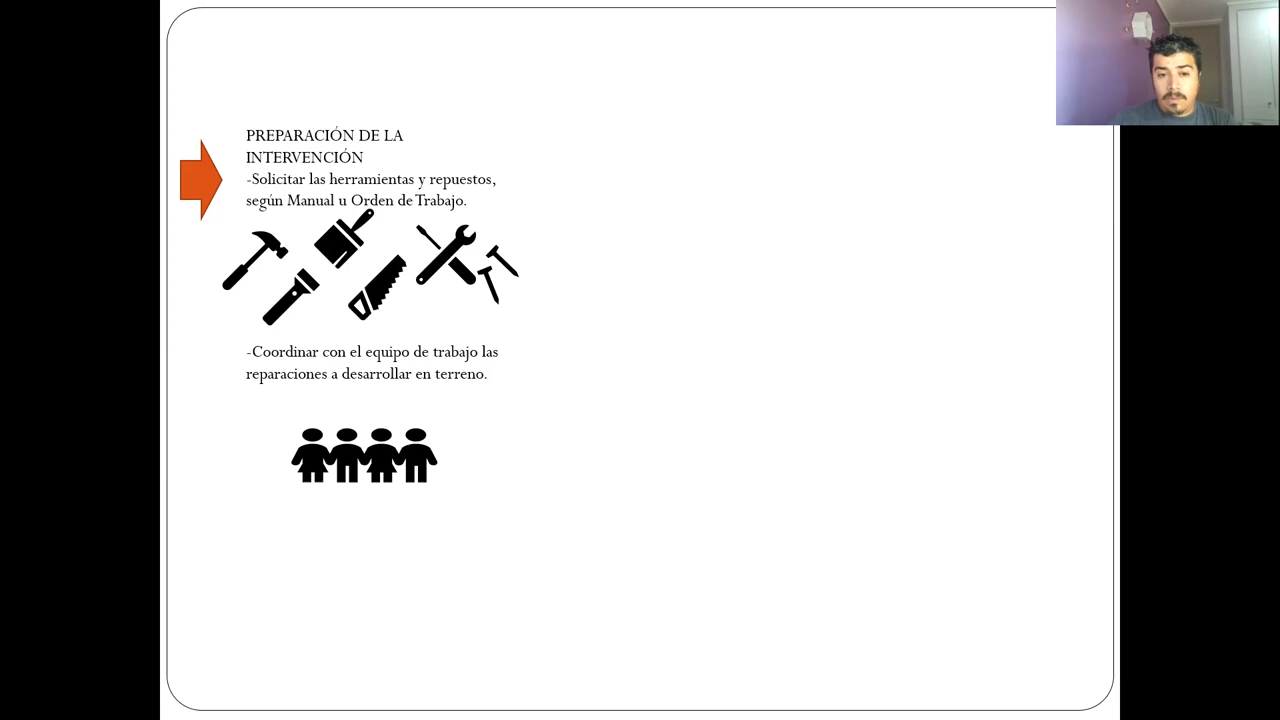 PREPARACIÓN DE LA
INTERVENCIÓN
-Solicitar las herramientas y repuestos,
según Manual u Orden de Trabajo.
-Coordinar con el equipo de trabajo las
reparaciones a desarrollar en terreno.